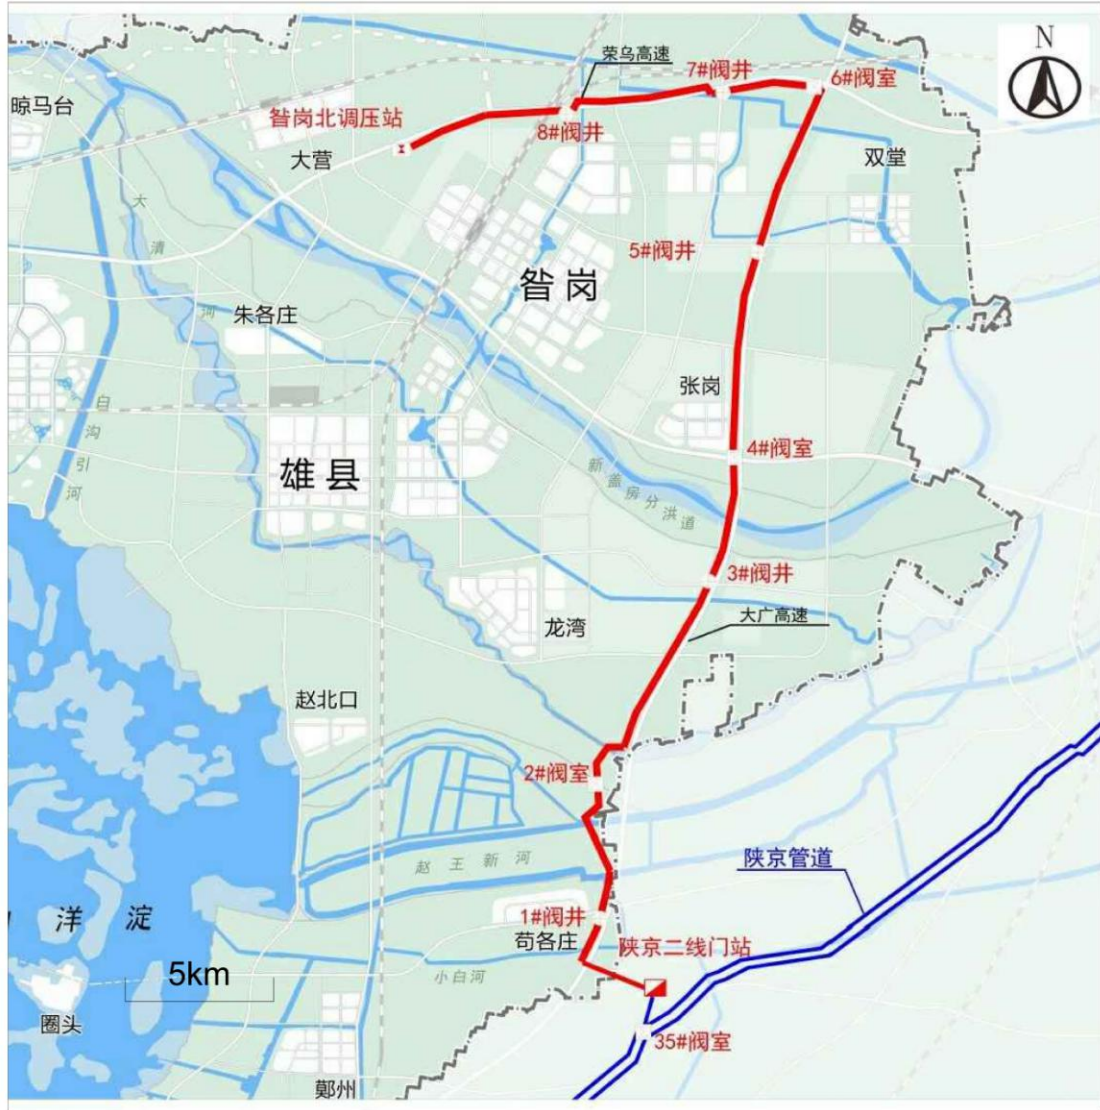 N
荣乌高速
7#阀井
6#阀室
晾马台
昝岗北调压站
8#阀井
大营
双堂
大清河
5#阀井
昝岗
朱各庄
张岗
白沟引河
4#阀室
雄县
新盖房分洪道
3#阀井
大广高速
龙湾
赵北口
2#阀室
陕京管道
赵王新河
1#阀井
洋淀
苟各庄
陕京二线门站
5km
小白河
圈头
35#阀室
鄚州